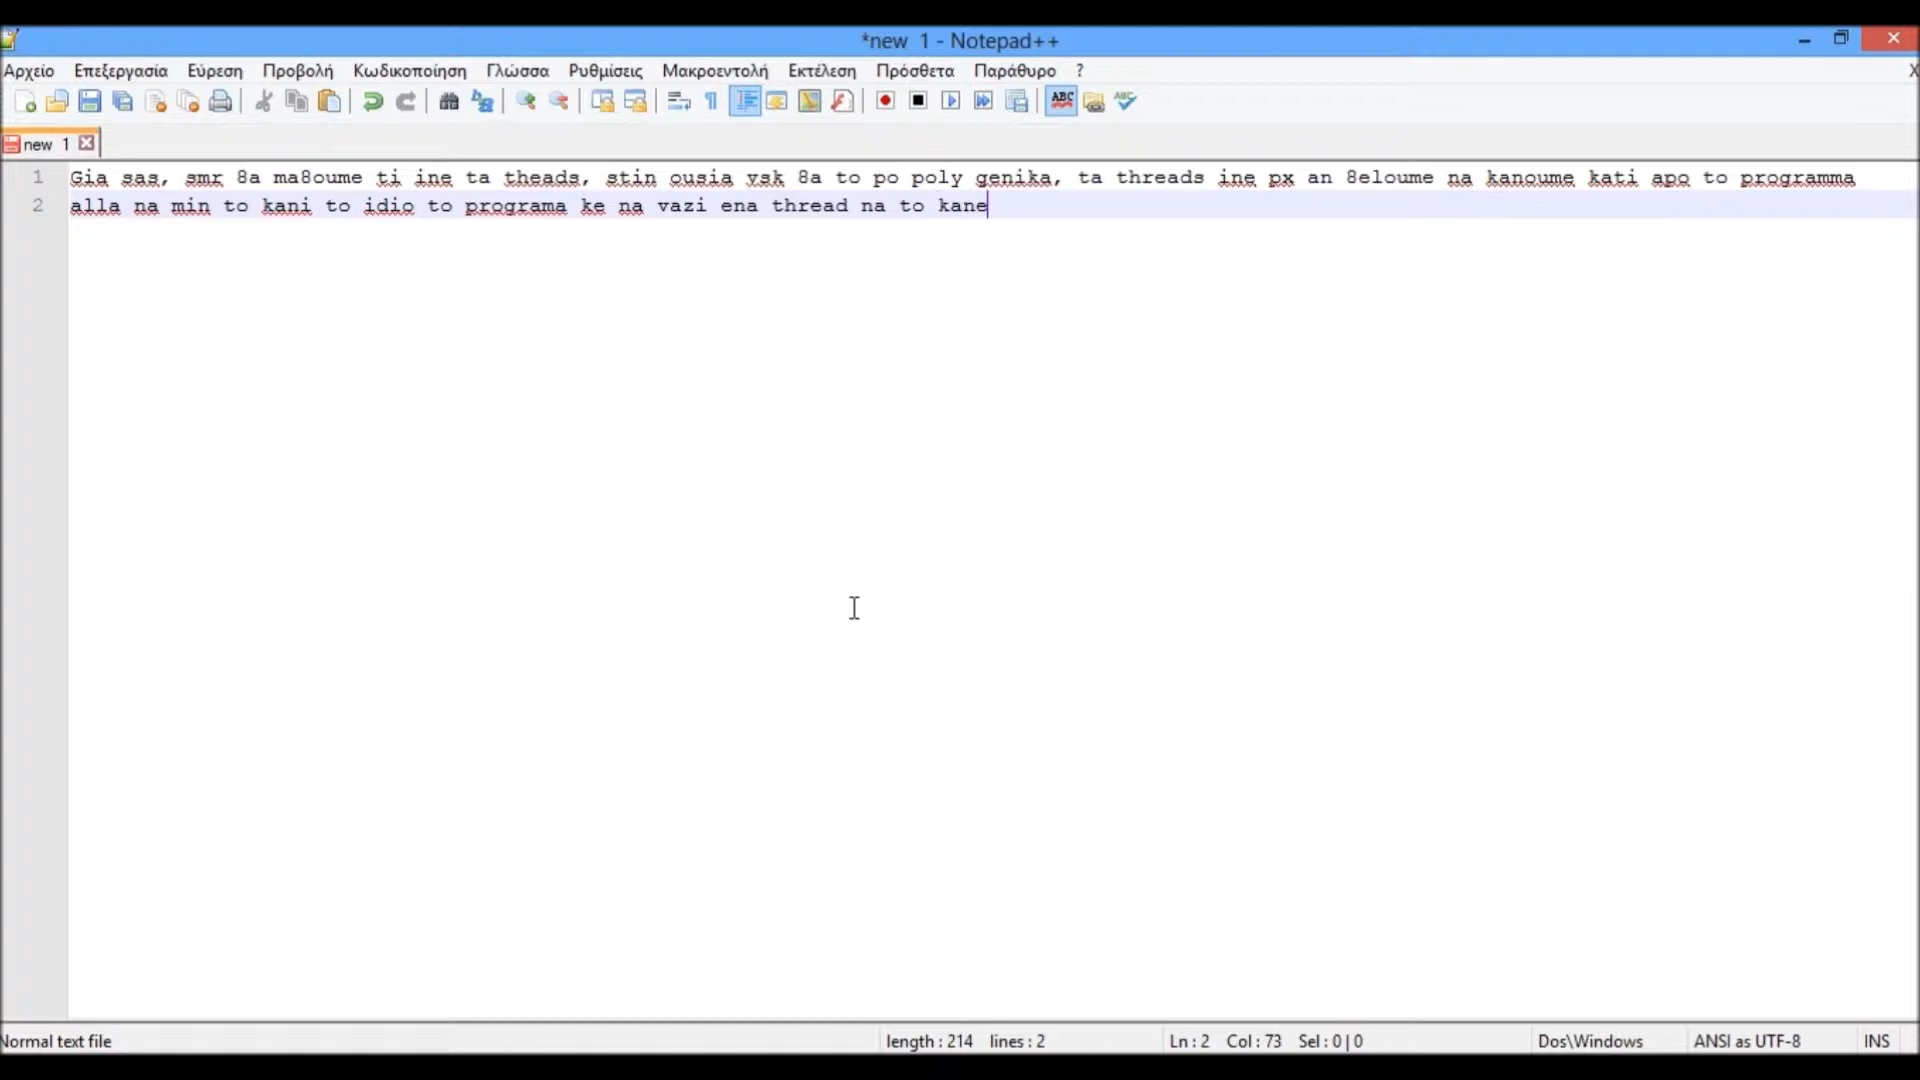 *new 1 - Notepad++
Αρχείο Επεξεργασία Εύρεση Προβολή Κωδικοποίηση Γλώσσα Ρυθμίσεις Μακροεντολή Εκτέλεση Πρόσθετα Παράθυρο ? X
ABC ABC
new 1
1 Gia sas, smr 8a ma8oume ti ine ta theads, stin ousia vsk 8a to po poly genika, ta threads ine px an 8eloume na kanoume kati apo to programma
2 alla na min to kani to idio to programa ke na vazi ena thread na to kane
Normal text file length : 214 lines : 2 Ln : 2 Col : 73 Sel : 0 | 0 Dos\Windows ANSI as UTF-8 INS